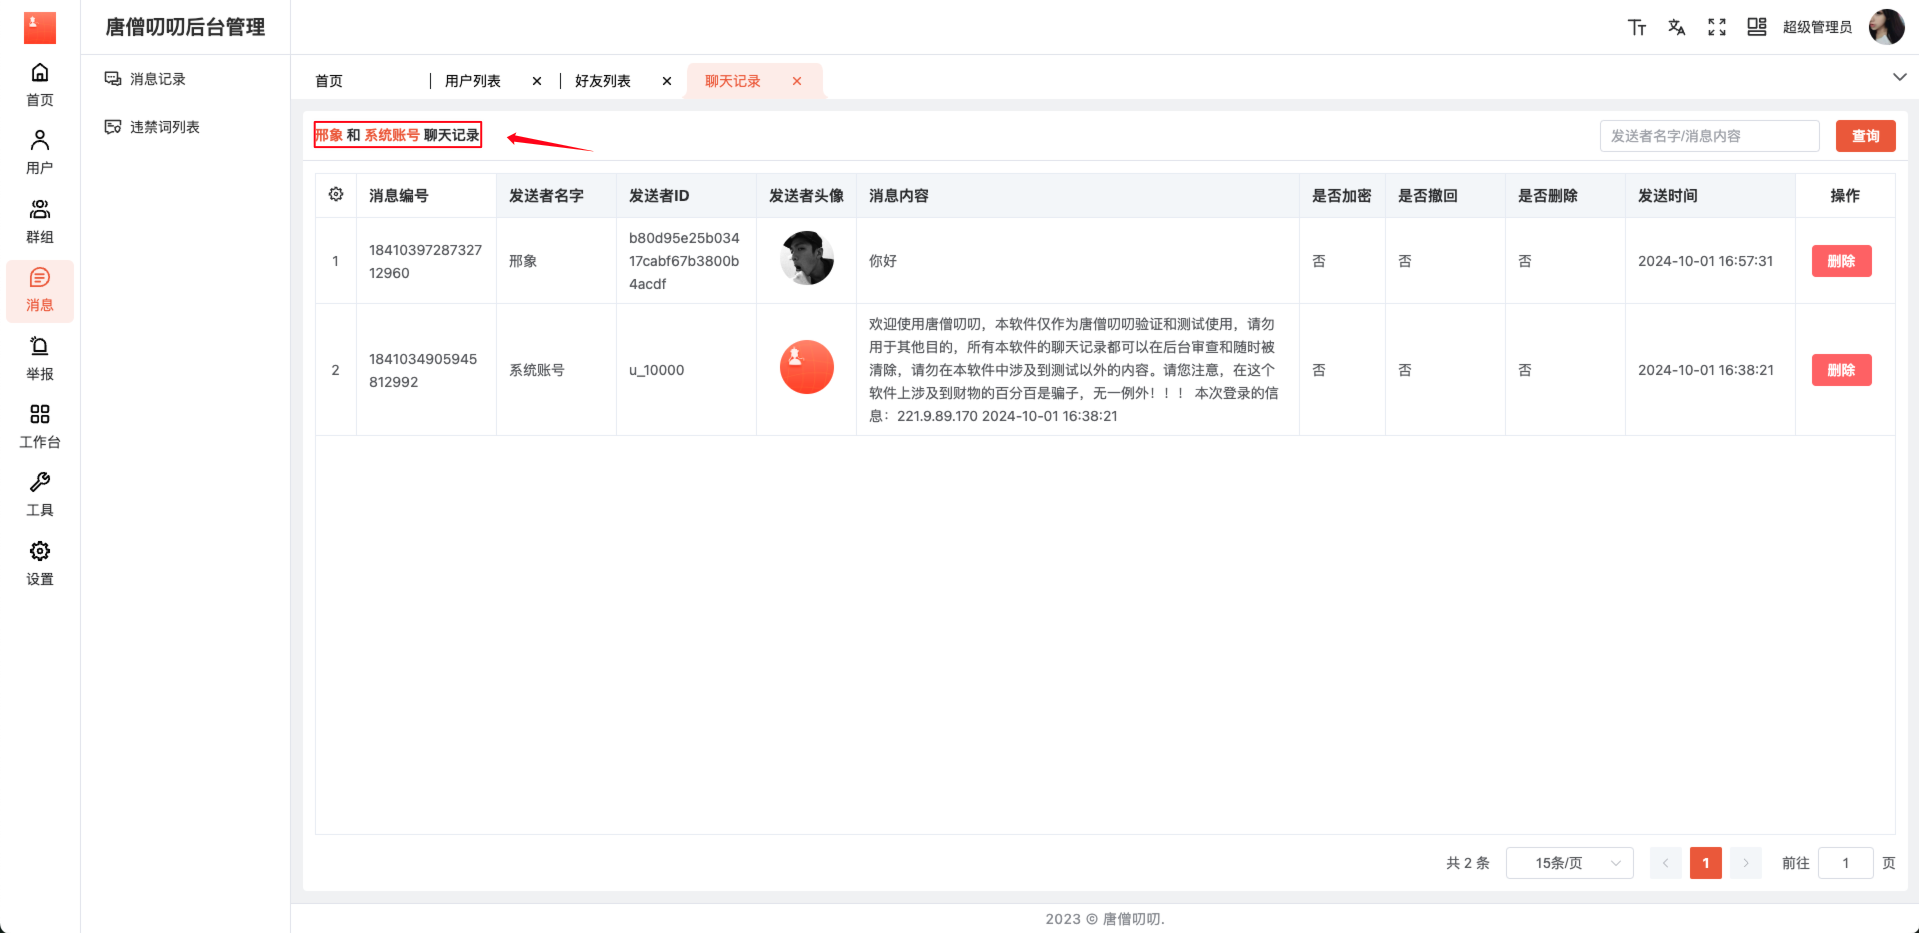 唐僧叨叨后台管理
超级管理员
首页
用户
群组
消息
举报
工作台
工具
设置
消息记录
违禁词列表
首页
用户列表
好友列表
聊天记录
邢象 和 系统账号 聊天记录
发送者名字/消息内容
查询
消息编号 发送者名字 发送者ID 发送者头像 消息内容 是否加密 是否撤回 是否删除 发送时间 操作
1
18410397287327
12960
邢象
b80d95e25b034
17cabf67b3800b
4acdf
你好
否
否
否
2024-10-01 16:57:31
删除
2
1841034905945
812992
系统账号
u_10000
欢迎使用唐僧叨叨，本软件仅作为唐僧叨叨验证和测试使用，请勿
用于其他目的，所有本软件的聊天记录都可以在后台审查和随时被
清除，请勿在本软件中涉及到测试以外的内容。请您注意，在这个
软件上涉及到财物的百分百是骗子，无一例外！！！ 本次登录的信
息：221.9.89.170 2024-10-01 16:38:21
否
否
否
2024-10-01 16:38:21
删除
共 2 条
15条/页
1
前往
1
页
2023 © 唐僧叨叨.